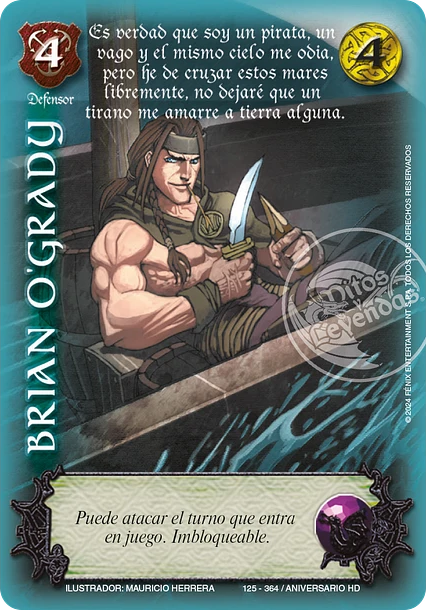 4
Defensor
Es verdad que soy un pirata, un
vago y el mismo cielo me odia,
pero he de cruzar estos mares
libremente, no dejaré que un
tirano me amarre a tierra alguna.
4
BRIAN O'GRADY
Mitos
y
Leyendas
© 2024 FÉNIX ENTERTAINMENT S.P.A. TODOS LOS DERECHOS RESERVADOS
Puede atacar el turno que entra
en juego. Imbloqueable.
ILUSTRADOR: MAURICIO HERRERA
125 - 364 / ANIVERSARIO HD